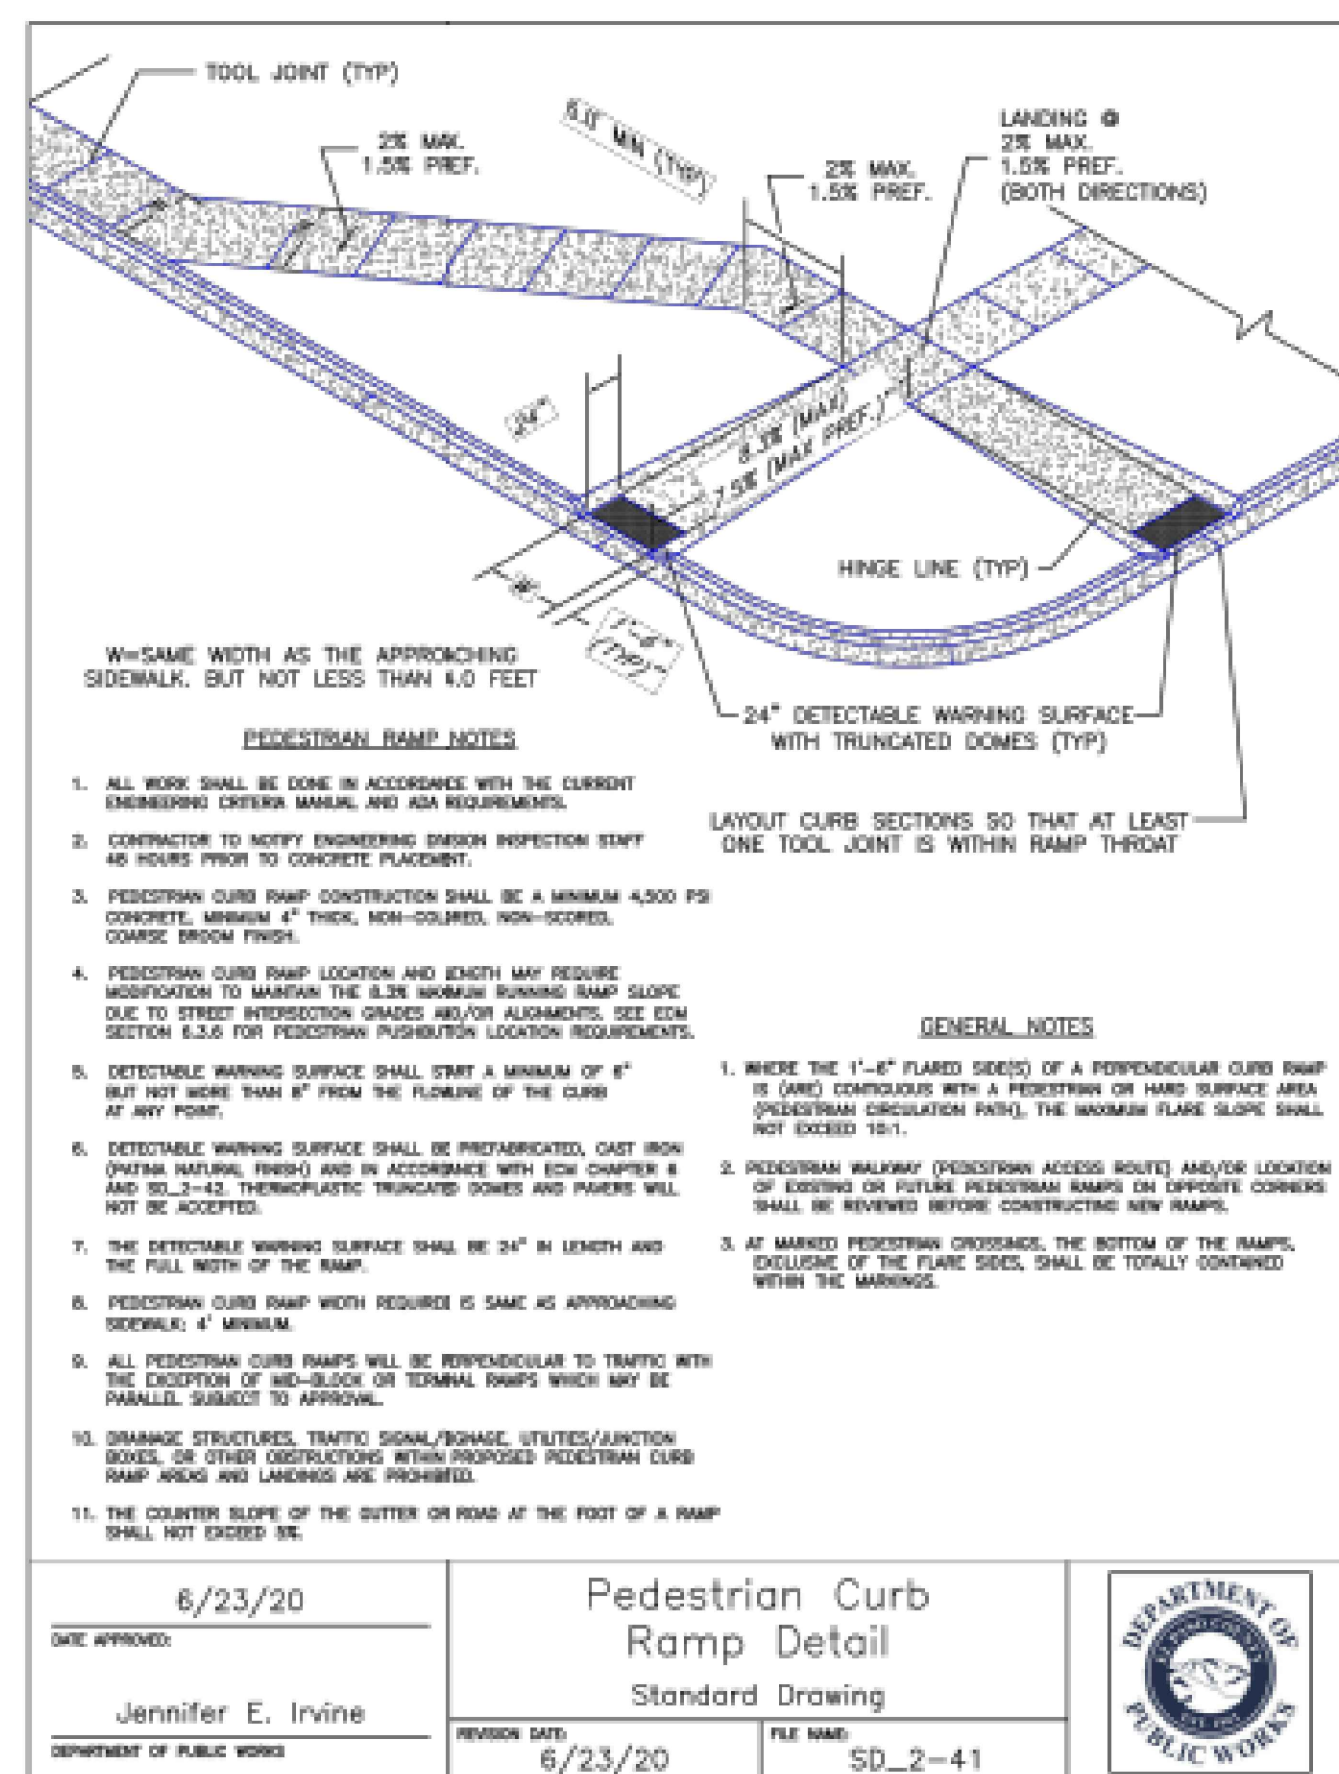 TOOL JOINT (TYP)
2% MAX.
1.5% PREF.
MIN (TYP)
2% MAX.
1.5% PREF.
LANDING @
2% MAX.
1.5% PREF.
(BOTH DIRECTIONS)
24"
8.3% (MAX)
7.5% (MAX PREF.)
HINGE LINE (TYP)
W
1'-6"
(TYP)
W=SAME WIDTH AS THE APPROACHING
SIDEWALK. BUT NOT LESS THAN 4.0 FEET
24" DETECTABLE WARNING SURFACE
WITH TRUNCATED DOMES (TYP)
LAYOUT CURB SECTIONS SO THAT AT LEAST
ONE TOOL JOINT IS WITHIN RAMP THROAT
PEDESTRIAN RAMP NOTES
1. ALL WORK SHALL BE DONE IN ACCORDANCE WITH THE CURRENT
ENGINEERING CRITERIA MANUAL AND ADA REQUIREMENTS.
2. CONTRACTOR TO NOTIFY ENGINEERING DIVISION INSPECTION STAFF
48 HOURS PRIOR TO CONCRETE PLACEMENT.
3. PEDESTRIAN CURB RAMP CONSTRUCTION SHALL BE A MINIMUM 4,500 PSI
CONCRETE, MINIMUM 4" THICK, NON-COLORED, NON-SCORED,
COARSE BROOM FINISH.
4. PEDESTRIAN CURB RAMP LOCATION AND LENGTH MAY REQUIRE
MODIFICATION TO MAINTAIN THE 8.3% MAXIMUM RUNNING RAMP SLOPE
DUE TO STREET INTERSECTION GRADES AND/OR ALIGNMENTS. SEE ECM
SECTION 6.3.6 FOR PEDESTRIAN PUSHBUTTON LOCATION REQUIREMENTS.
5. DETECTABLE WARNING SURFACE SHALL START A MINIMUM OF 6"
BUT NOT MORE THAN 8" FROM THE FLOWLINE OF THE CURB
AT ANY POINT.
6. DETECTABLE WARNING SURFACE SHALL BE PREFABRICATED, CAST IRON
(PATINA NATURAL FINISH) AND IN ACCORDANCE WITH ECM CHAPTER 6
AND SD_2-42. THERMOPLASTIC TRUNCATED DOMES AND PAVERS WILL
NOT BE ACCEPTED.
7. THE DETECTABLE WARNING SURFACE SHALL BE 24" IN LENGTH AND
THE FULL WIDTH OF THE RAMP.
8. PEDESTRIAN CURB RAMP WIDTH REQUIRED IS SAME AS APPROACHING
SIDEWALK; 4' MINIMUM.
9. ALL PEDESTRIAN CURB RAMPS WILL BE PERPENDICULAR TO TRAFFIC WITH
THE EXCEPTION OF MID-BLOCK OR TERMINAL RAMPS WHICH MAY BE
PARALLEL SUBJECT TO APPROVAL.
10. DRAINAGE STRUCTURES, TRAFFIC SIGNAL/SIGNAGE, UTILITIES/JUNCTION
BOXES, OR OTHER OBSTRUCTIONS WITHIN PROPOSED PEDESTRIAN CURB
RAMP AREAS AND LANDINGS ARE PROHIBITED.
11. THE COUNTER SLOPE OF THE GUTTER OR ROAD AT THE FOOT OF A RAMP
SHALL NOT EXCEED 5%.
GENERAL NOTES
1. WHERE THE 1'-6" FLARED SIDE(S) OF A PERPENDICULAR CURB RAMP
IS (ARE) CONTIGUOUS WITH A PEDESTRIAN OR HARD SURFACE AREA
(PEDESTRIAN CIRCULATION PATH), THE MAXIMUM FLARE SLOPE SHALL
NOT EXCEED 10:1.
2. PEDESTRIAN WALKWAY (PEDESTRIAN ACCESS ROUTE) AND/OR LOCATION
OF EXISTING OR FUTURE PEDESTRIAN RAMPS ON OPPOSITE CORNERS
SHALL BE REVIEWED BEFORE CONSTRUCTING NEW RAMPS.
3. AT MARKED PEDESTRIAN CROSSINGS, THE BOTTOM OF THE RAMPS,
EXCLUSIVE OF THE FLARE SIDES, SHALL BE TOTALLY CONTAINED
WITHIN THE MARKINGS.
6/23/20
DATE APPROVED:
Jennifer E. Irvine
DEPARTMENT OF PUBLIC WORKS
Pedestrian Curb
Ramp Detail
Standard Drawing
REVISION DATE:
6/23/20
FILE NAME:
SD_2-41
DEPARTMENT OF
PUBLIC WORKS